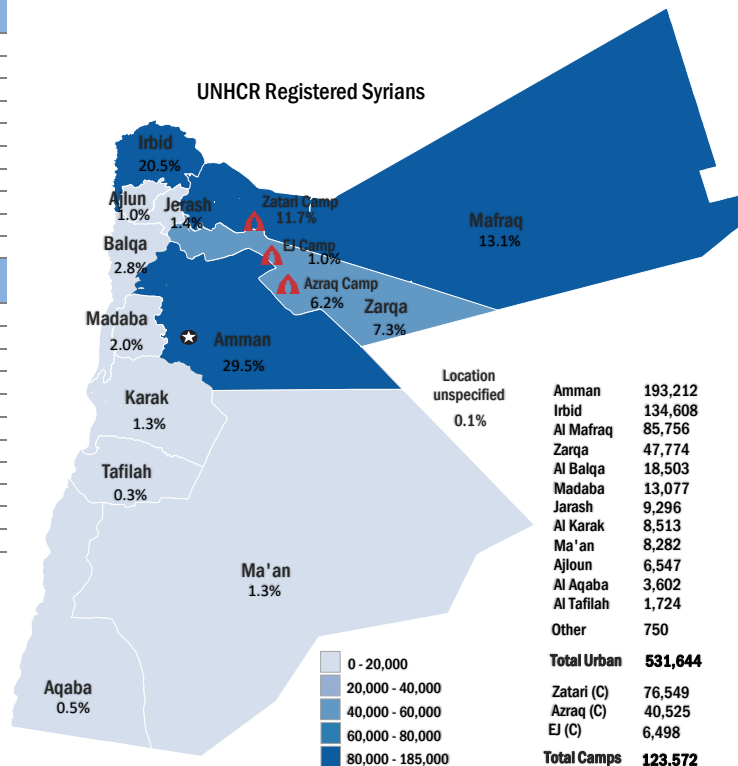 UNHCR Registered Syrians
Irbid
20.5%
Ajlun
1.0%
Jerash
1.4%
Zatari Camp
11.7%
Mafraq
13.1%
Balqa
2.8%
EJ Camp
1.0%
Azraq Camp
6.2%
Zarqa
7.3%
Madaba
2.0%
Amman
29.5%
Karak
1.3%
Location
unspecified
0.1%
Tafilah
0.3%
Ma'an
1.3%
Aqaba
0.5%
0 - 20,000
20,000 - 40,000
40,000 - 60,000
60,000 - 80,000
80,000 - 185,000
Amman 193,212
Irbid 134,608
Al Mafraq 85,756
Zarqa 47,774
Al Balqa 18,503
Madaba 13,077
Jarash 9,296
Al Karak 8,513
Ma'an 8,282
Ajloun 6,547
Al Aqaba 3,602
Al Tafilah 1,724
Other 750
Total Urban 531,644
Zatari (C) 76,549
Azraq (C) 40,525
EJ (C) 6,498
Total Camps 123,572